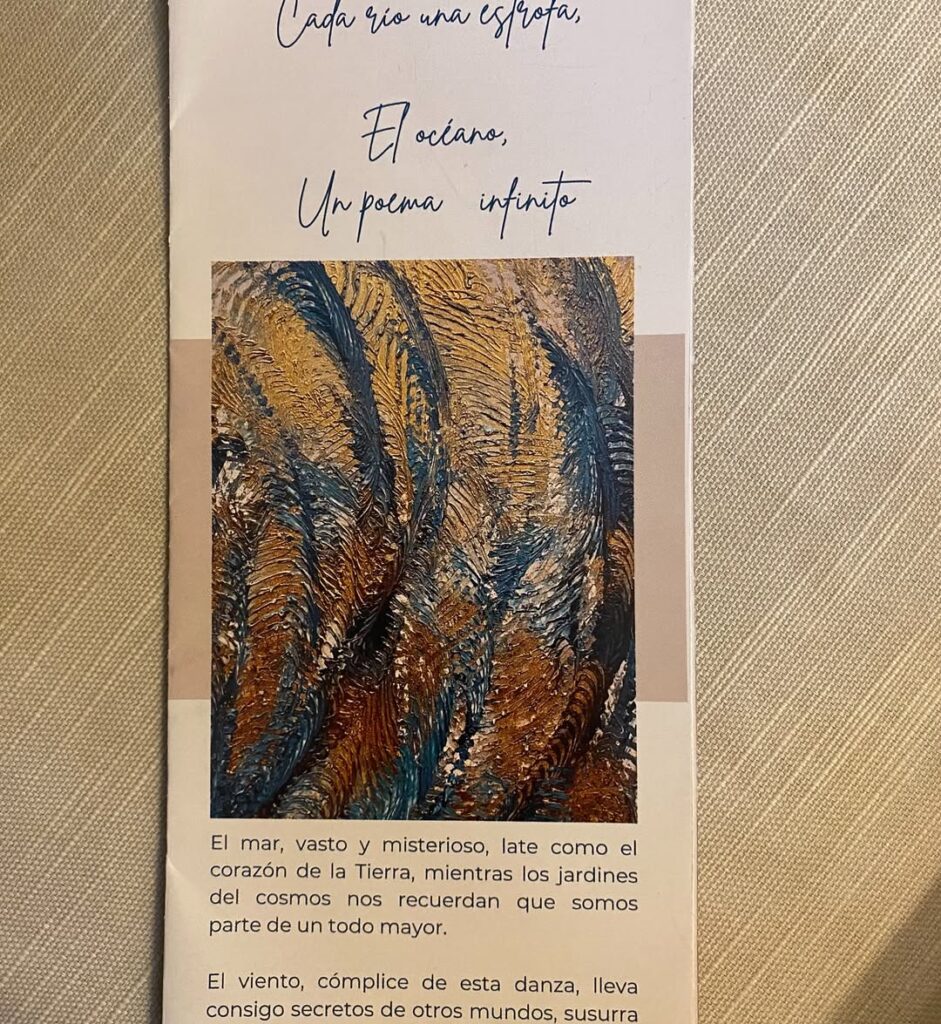 Cada río una estrofa,
El océano,
Un poema infinito
El mar, vasto y misterioso, late como el
corazón de la Tierra, mientras los jardines
del cosmos nos recuerdan que somos
parte de un todo mayor.
El viento, cómplice de esta danza, lleva
consigo secretos de otros mundos, susurra